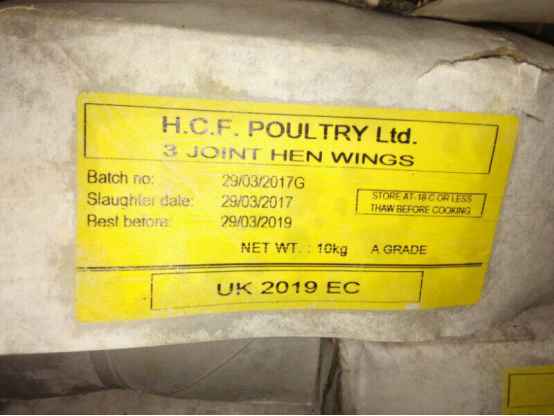 H.C.F. POULTRY Ltd.
3 JOINT HEN WINGS
Batch no: 29/03/2017G
Slaughter date: 29/03/2017
Best before: 29/03/2019
STORE AT -18 C OR LESS
THAW BEFORE COOKING
NET WT. : 10kg A GRADE
UK 2019 EC